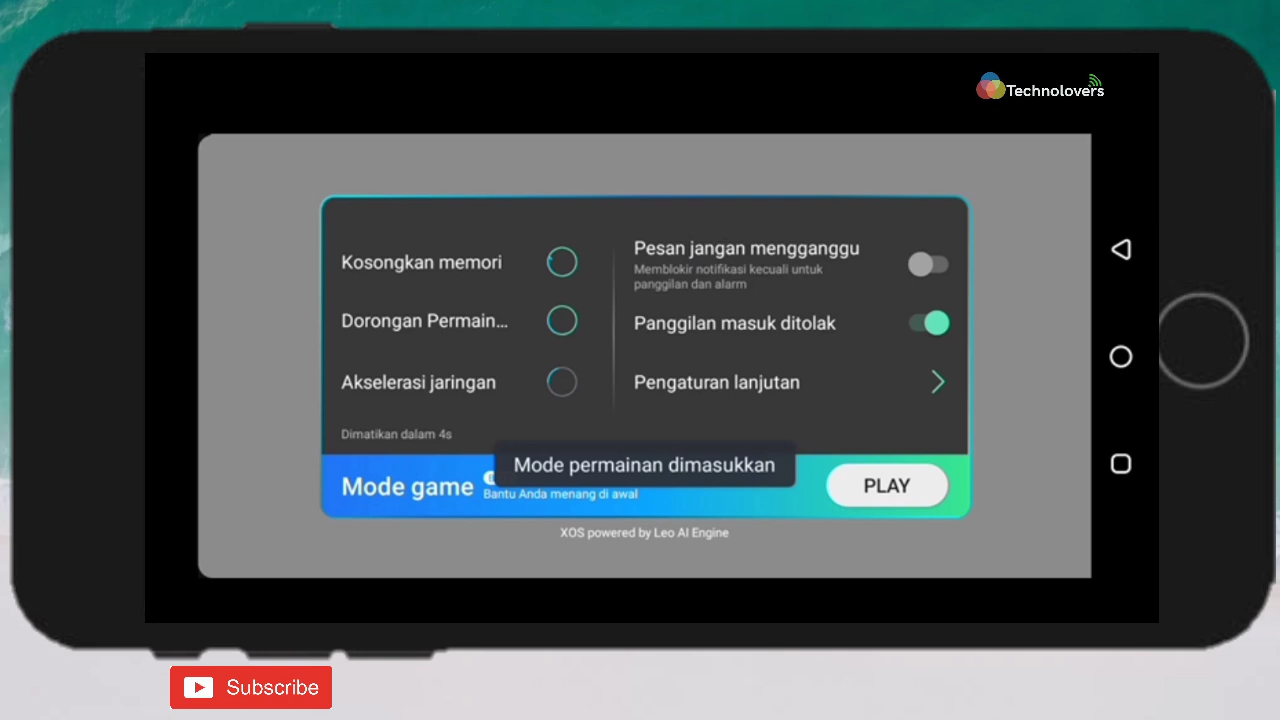 Technolovers
Kosongkan memori
Dorongan Permain...
Akselerasi jaringan
Dimatikan dalam 4s
Pesan jangan mengganggu
Memblokir notifikasi kecuali untuk
panggilan dan alarm
Panggilan masuk ditolak
Pengaturan lanjutan
Mode permainan dimasukkan
Mode game
Bantu Anda menang di awal
PLAY
XOS powered by Leo AI Engine
Subscribe